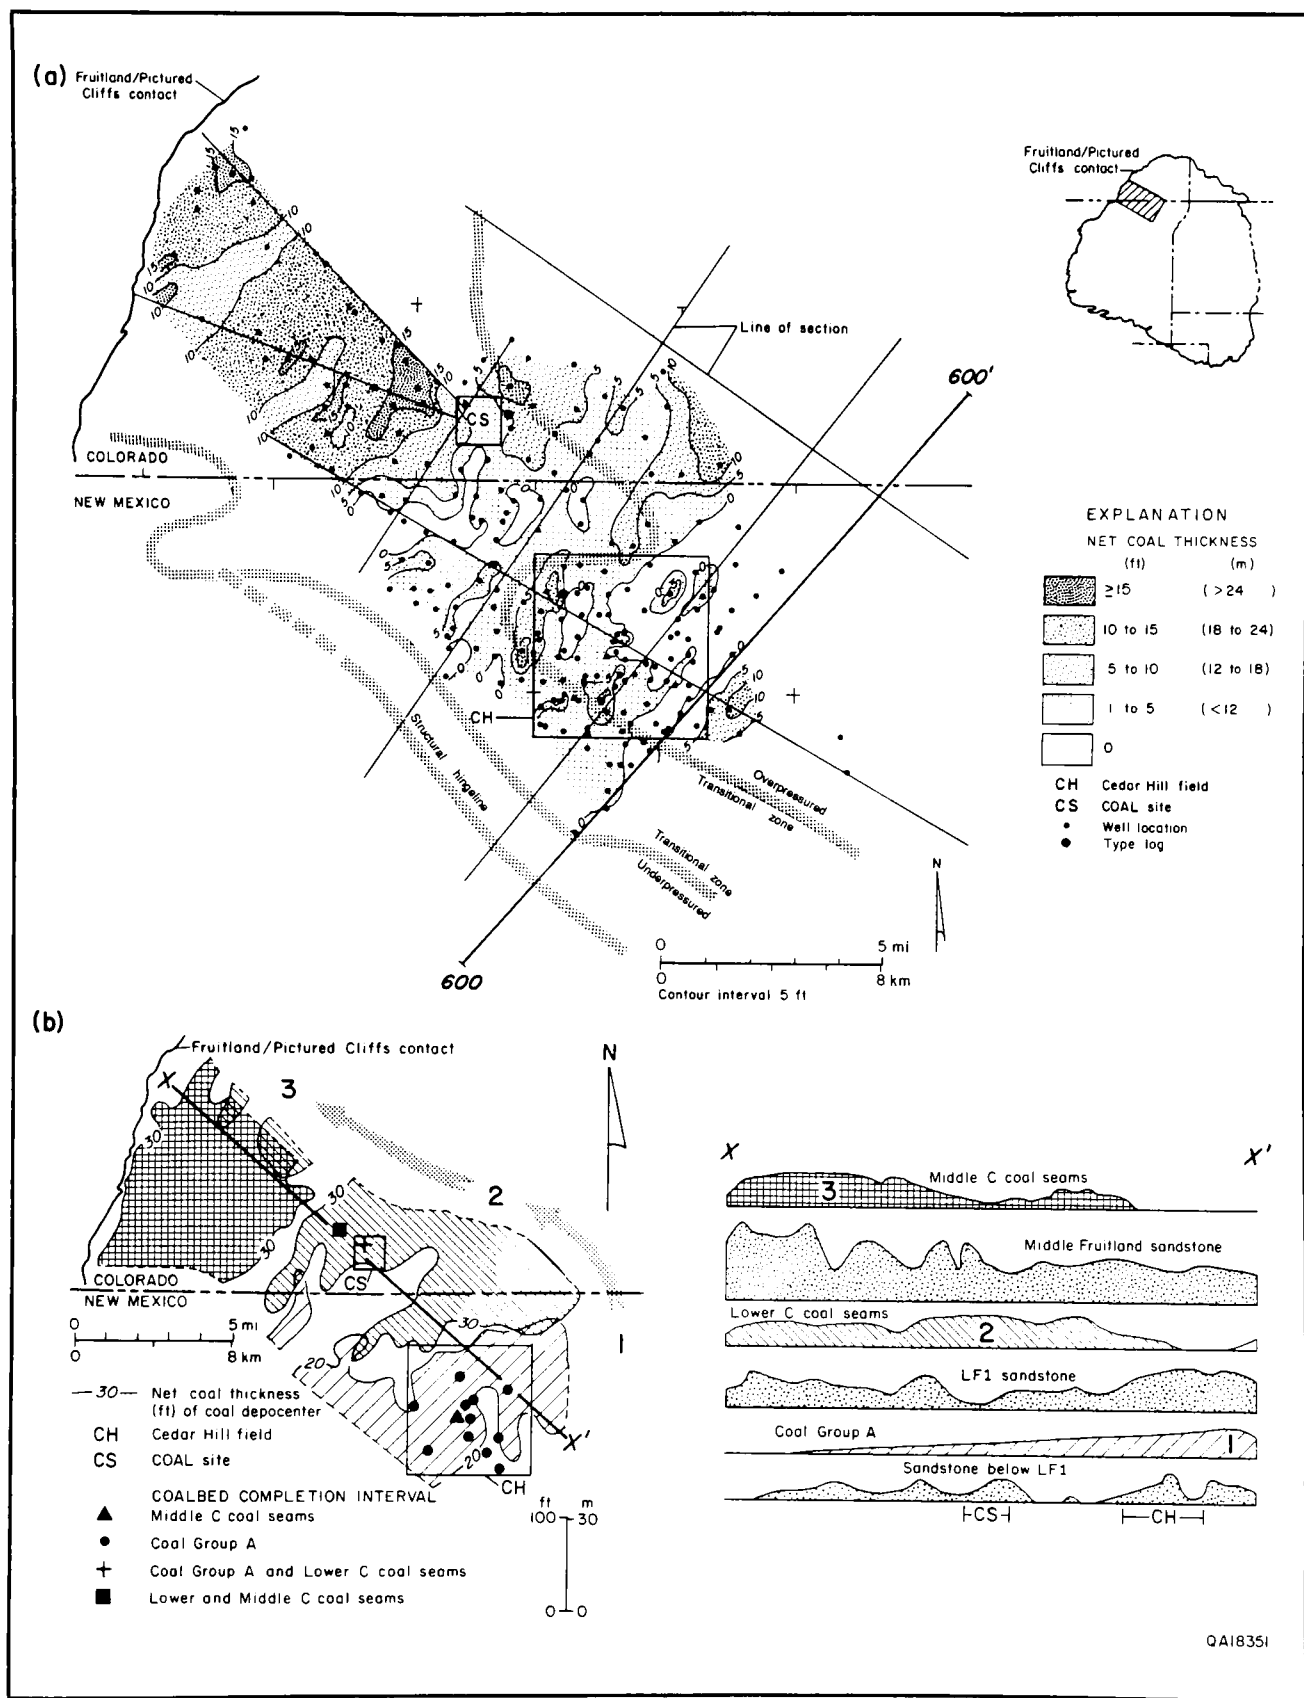 (a)
Fruitland/Pictured
Cliffs contact
Fruitland/Pictured
Cliffs contact
Line of section
600'
CS
COLORADO
NEW MEXICO
CH
Structural hingeline
Overpressured
Transitional zone
Transitional zone
Underpressured
600
EXPLANATION
NET COAL THICKNESS
(ft) (m)
≥15 (>24 )
10 to 15 (18 to 24)
5 to 10 (12 to 18)
1 to 5 (<12 )
0
CH Cedar Hill field
CS COAL site
Well location
Type log
N
0 5 mi
0 8 km
Contour interval 5 ft
(b)
Fruitland/Pictured Cliffs contact
N
X
3
2
1
30
30
30
30
20
20
CS
COLORADO
NEW MEXICO
0 5 mi
0 8 km
X'
CH
—30— Net coal thickness
(ft) of coal depocenter
CH Cedar Hill field
CS COAL site
COALBED COMPLETION INTERVAL
Middle C coal seams
Coal Group A
Coal Group A and Lower C coal seams
Lower and Middle C coal seams
ft m
100 30
0 0
X X'
Middle C coal seams
3
Middle Fruitland sandstone
Lower C coal seams
2
LF1 sandstone
Coal Group A
1
Sandstone below LF1
CS CH
QA18351